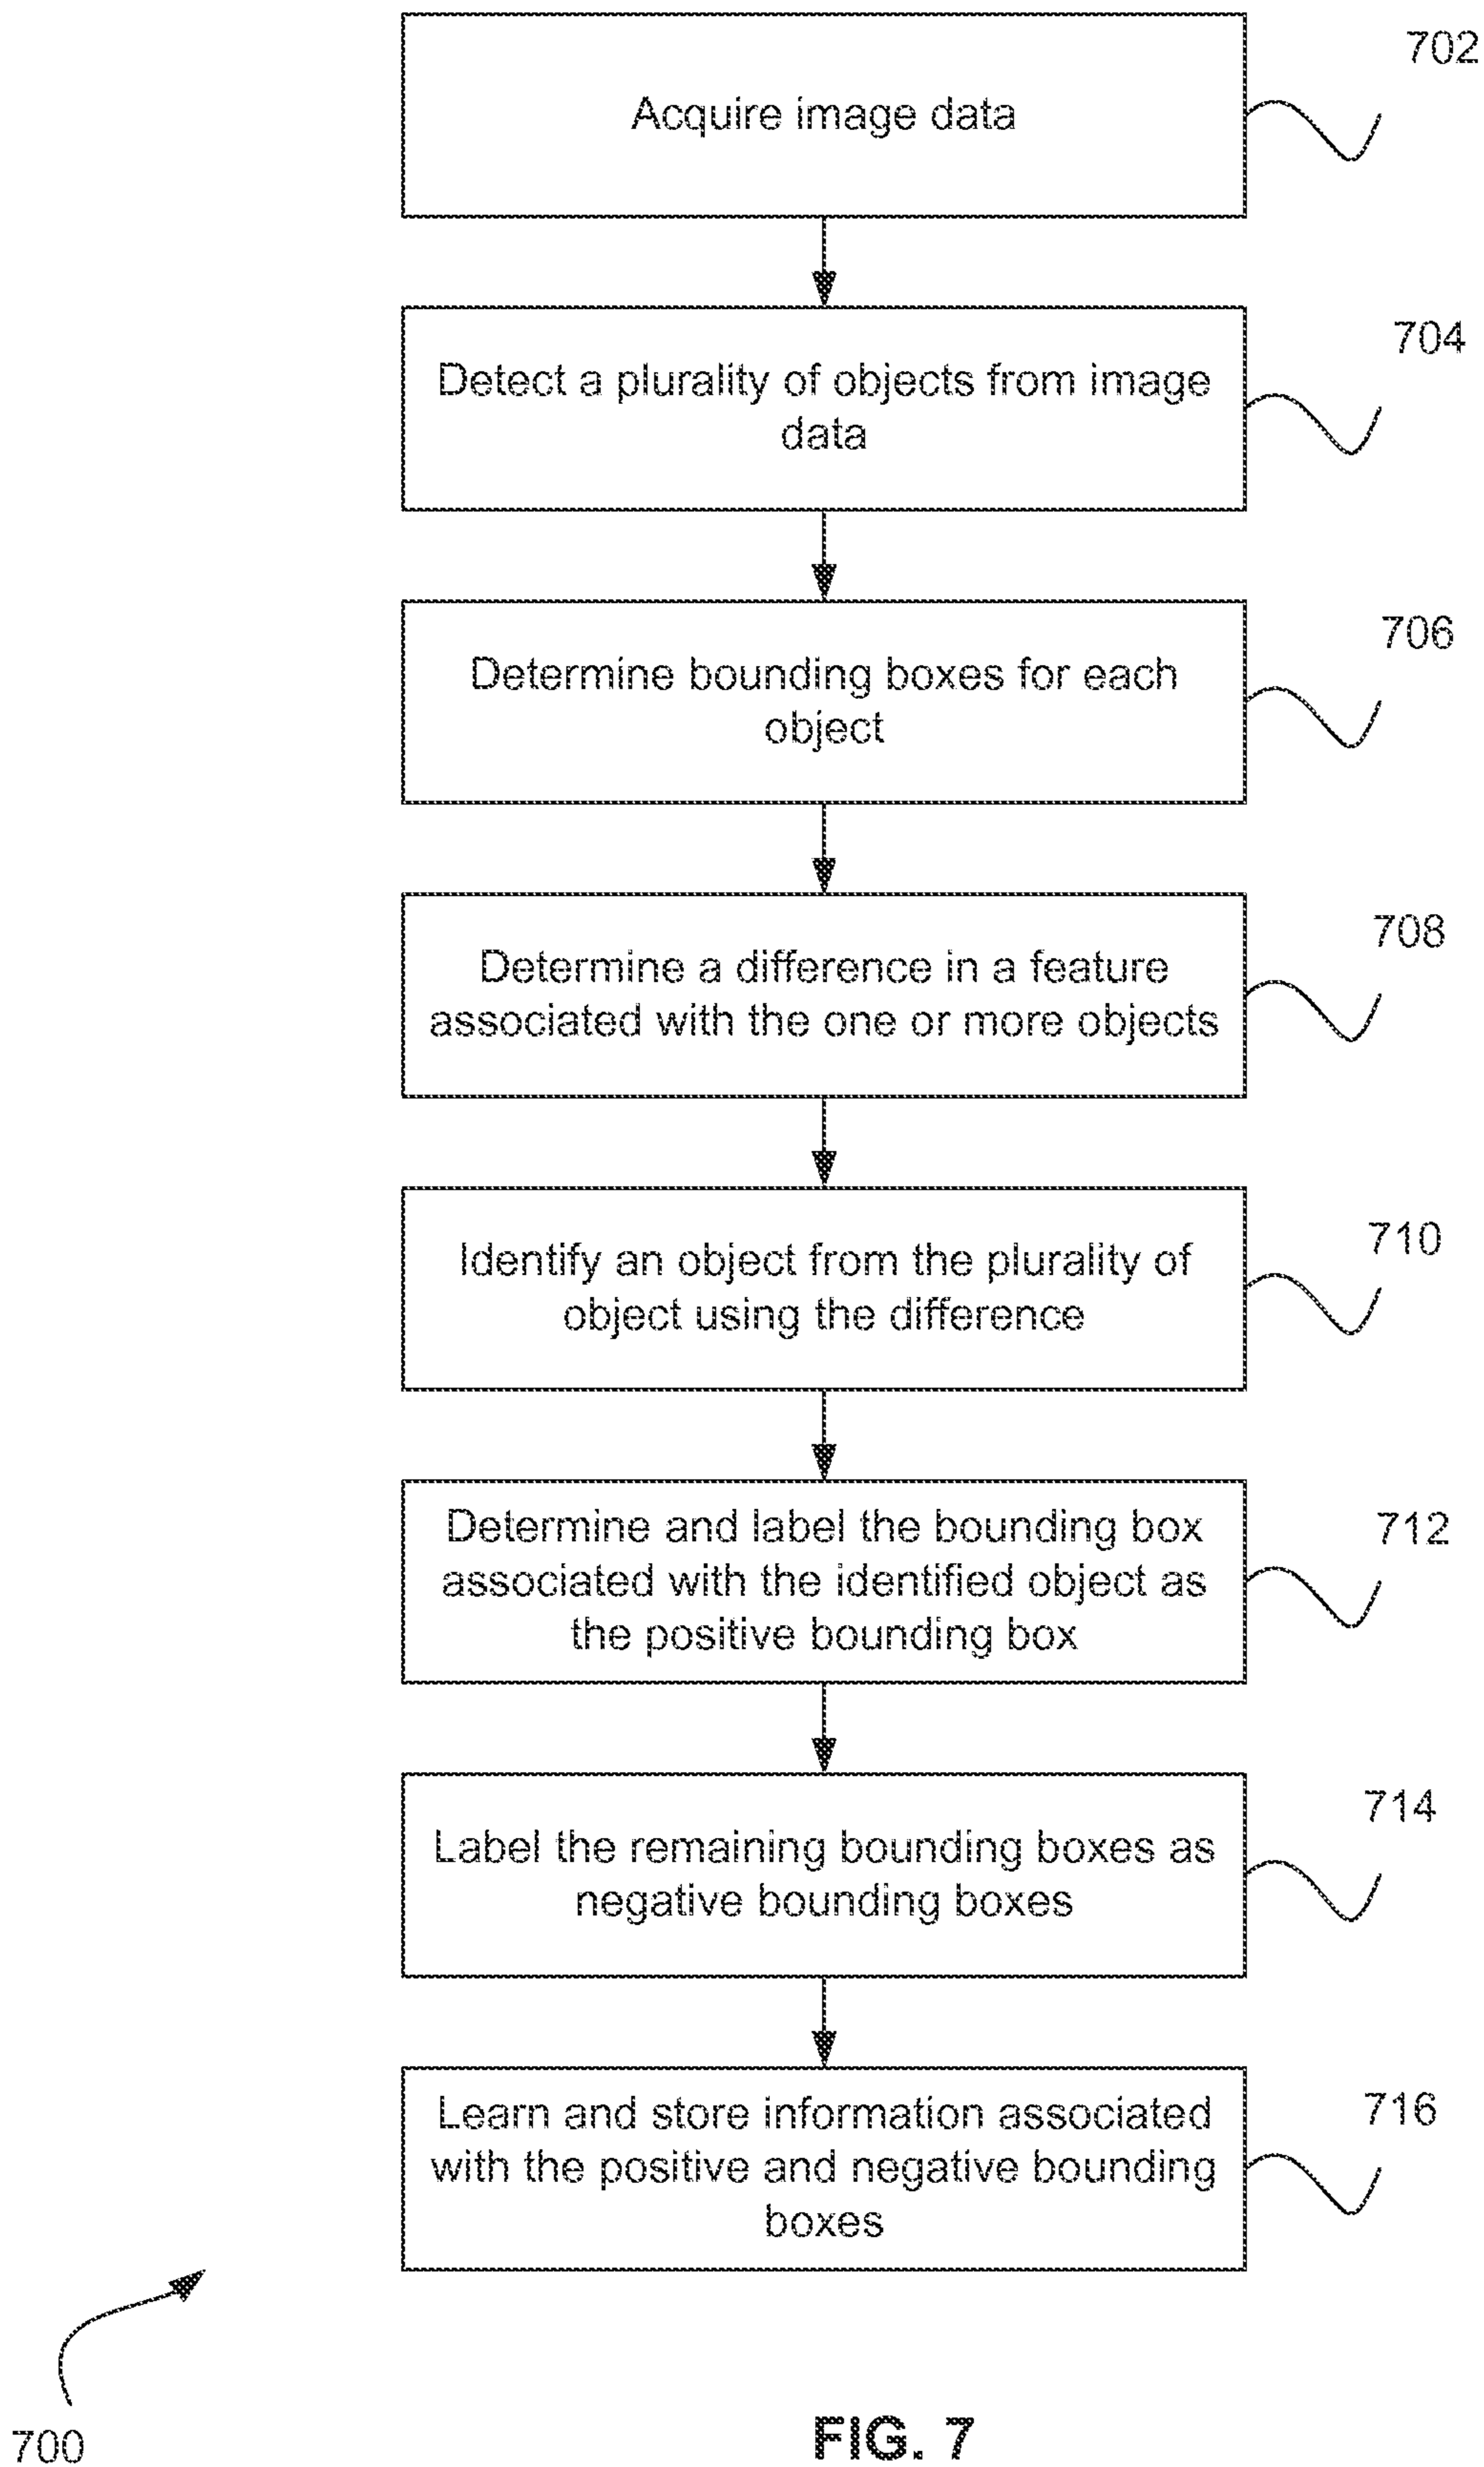 702
Acquire image data
704
Detect a plurality of objects from image
data
706
Determine bounding boxes for each
object
708
Determine a difference in a feature
associated with the one or more objects
710
Identify an object from the plurality of
object using the difference
712
Determine and label the bounding box
associated with the identified object as
the positive bounding box
714
Label the remaining bounding boxes as
negative bounding boxes
716
Learn and store information associated
with the positive and negative bounding
boxes
700
FIG. 7